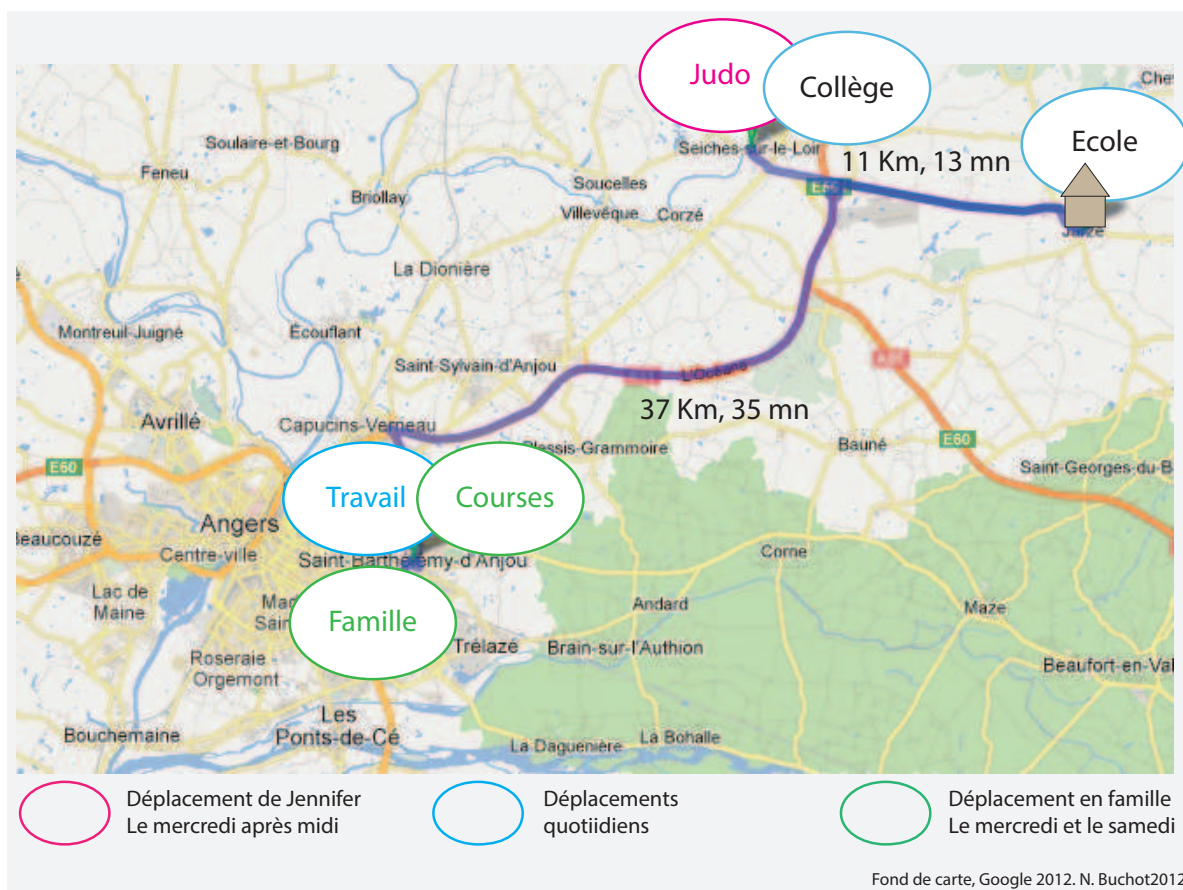 Judo
Collège
Ecole
Seiches-sur-le-Loir
11 Km, 13 mn
Soulaire-et-Bourg
Feneu
Briollay
Soucelles
Villevêque
Corzé
E60
Jarzé
La Dionière
Montreuil-Juigné
Écouflant
Saint-Sylvain-d'Anjou
L'Océane
37 Km, 35 mn
Avrillé
Capucins-Verneau
Plessis-Grammoire
Bauné
E60
E60
Saint-Georges-du-B
Travail
Courses
Angers
Beaucouzé
Centre-ville
Saint-Barthélemy-d'Anjou
Corne
Lac de
Maine
Andard
Maze
Famille
Trélazé
Brain-sur-l'Authion
Roseraie -
Orgemont
Beaufort-en-Val
Bouchemaine
Les
Ponts-de-Cé
La Daguenière
La Bohalle
Déplacement de Jennifer
Le mercredi après midi
Déplacements
quotiidiens
Déplacement en famille
Le mercredi et le samedi
Fond de carte, Google 2012. N. Buchot2012